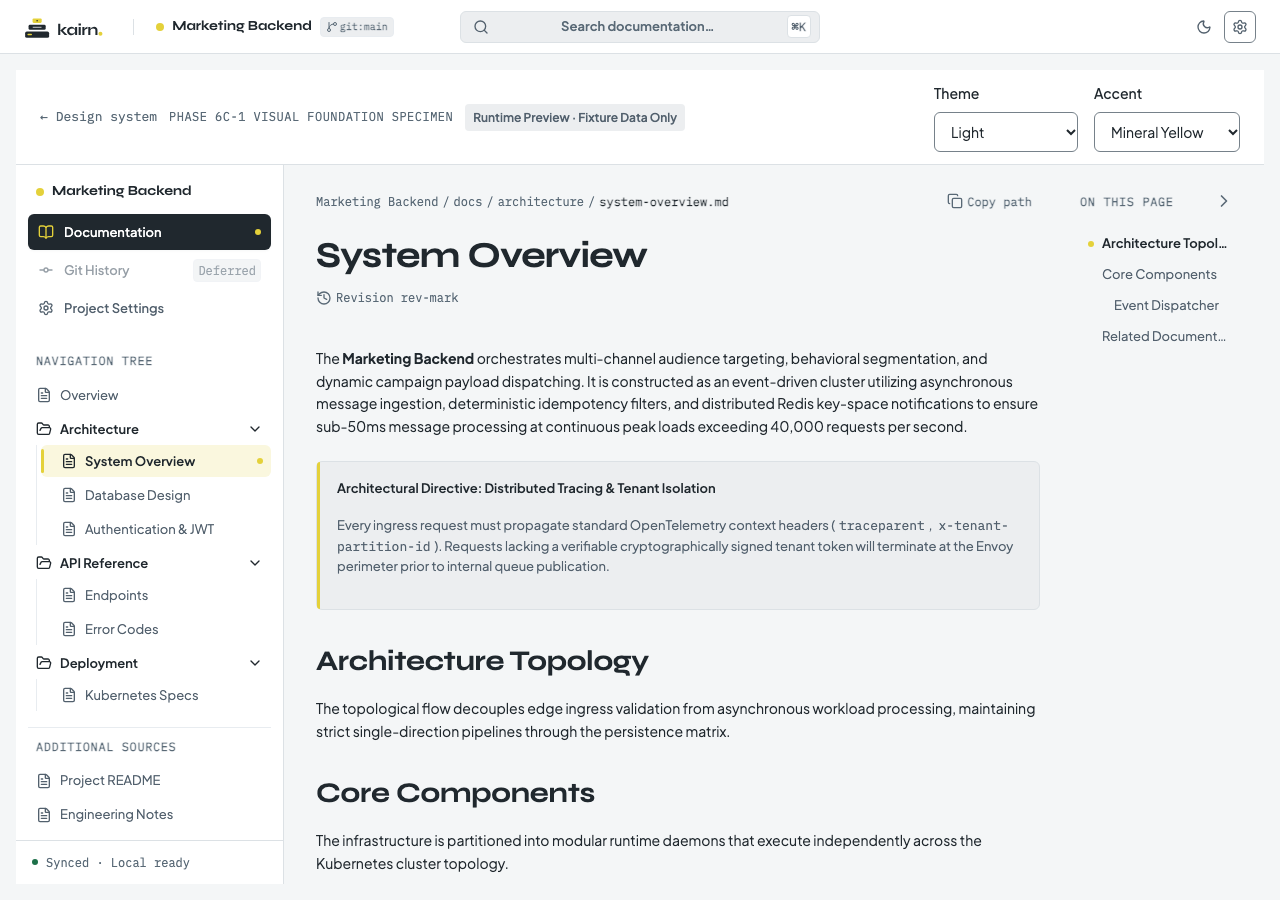 kairn.
Marketing Backend
git:main
Search documentation…
⌘K
← Design system
PHASE 6C-1 VISUAL FOUNDATION SPECIMEN
Runtime Preview · Fixture Data Only
Theme
Light
Accent
Mineral Yellow
Marketing Backend
Documentation
Git History
Deferred
Project Settings
NAVIGATION TREE
Overview
Architecture
System Overview
Database Design
Authentication & JWT
API Reference
Endpoints
Error Codes
Deployment
Kubernetes Specs
ADDITIONAL SOURCES
Project README
Engineering Notes
Synced · Local ready
Marketing Backend / docs / architecture / system-overview.md
Copy path
System Overview
Revision rev-mark
The Marketing Backend orchestrates multi-channel audience targeting, behavioral segmentation, and
dynamic campaign payload dispatching. It is constructed as an event-driven cluster utilizing asynchronous
message ingestion, deterministic idempotency filters, and distributed Redis key-space notifications to ensure
sub-50ms message processing at continuous peak loads exceeding 40,000 requests per second.
Architectural Directive: Distributed Tracing & Tenant Isolation
Every ingress request must propagate standard OpenTelemetry context headers ( traceparent , x-tenant-
partition-id ). Requests lacking a verifiable cryptographically signed tenant token will terminate at the Envoy
perimeter prior to internal queue publication.
Architecture Topology
The topological flow decouples edge ingress validation from asynchronous workload processing, maintaining
strict single-direction pipelines through the persistence matrix.
Core Components
The infrastructure is partitioned into modular runtime daemons that execute independently across the
Kubernetes cluster topology.
ON THIS PAGE
Architecture Topol…
Core Components
Event Dispatcher
Related Document…